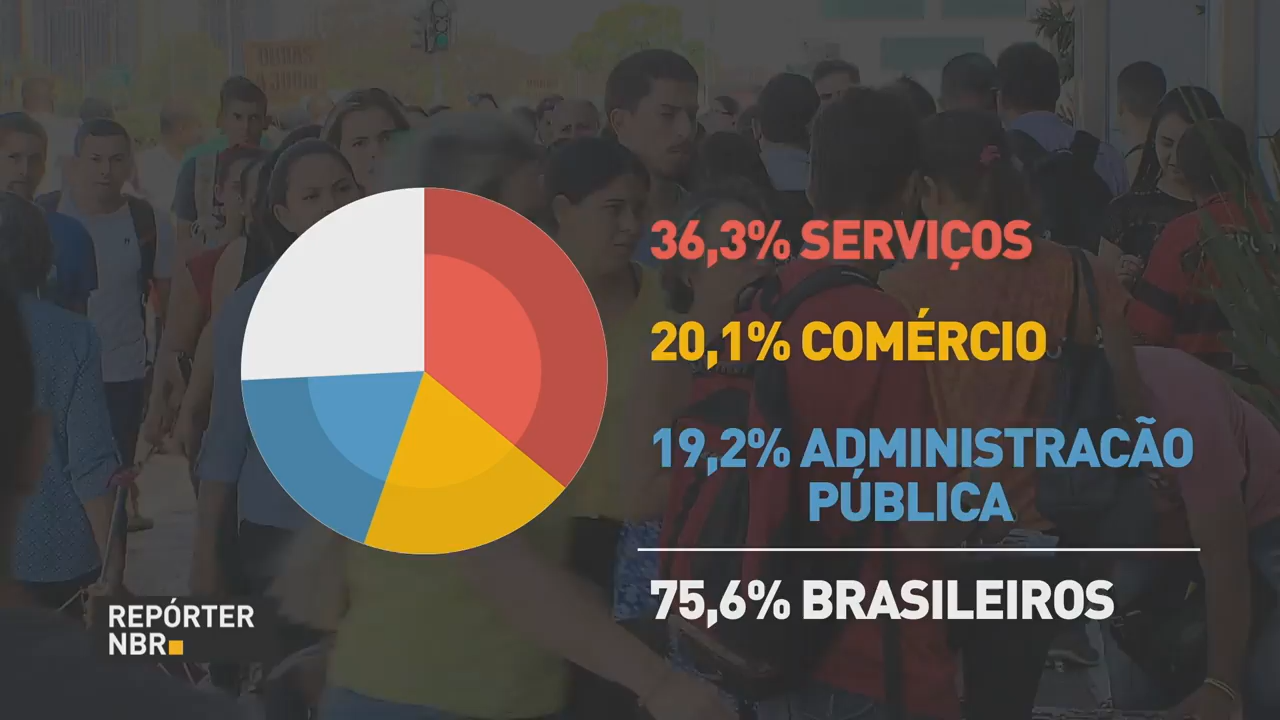 36,3% SERVIÇOS
20,1% COMÉRCIO
19,2% ADMINISTRACÃO
PÚBLICA
75,6% BRASILEIROS
REPÓRTER
NBR